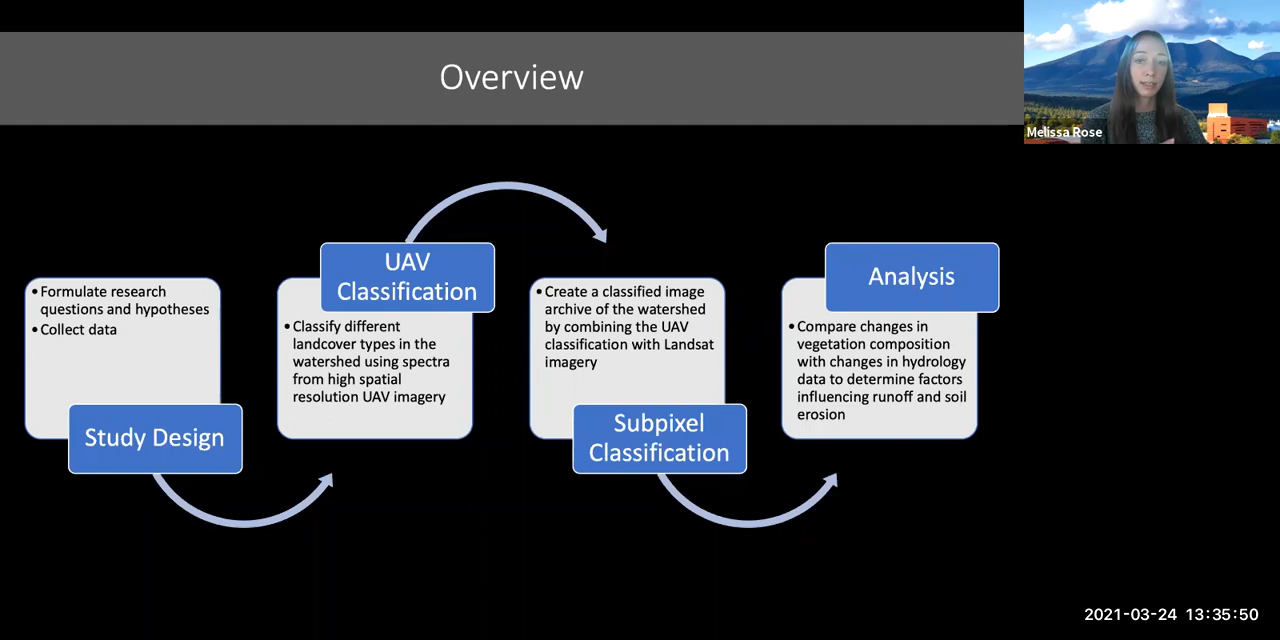 Overview
Melissa Rose
• Formulate research
questions and hypotheses
• Collect data
Study Design
UAV
Classification
• Classify different
landcover types in the
watershed using spectra
from high spatial
resolution UAV imagery
• Create a classified image
archive of the watershed
by combining the UAV
classification with Landsat
imagery
Subpixel
Classification
Analysis
• Compare changes in
vegetation composition
with changes in hydrology
data to determine factors
influencing runoff and soil
erosion
2021-03-24 13:35:50